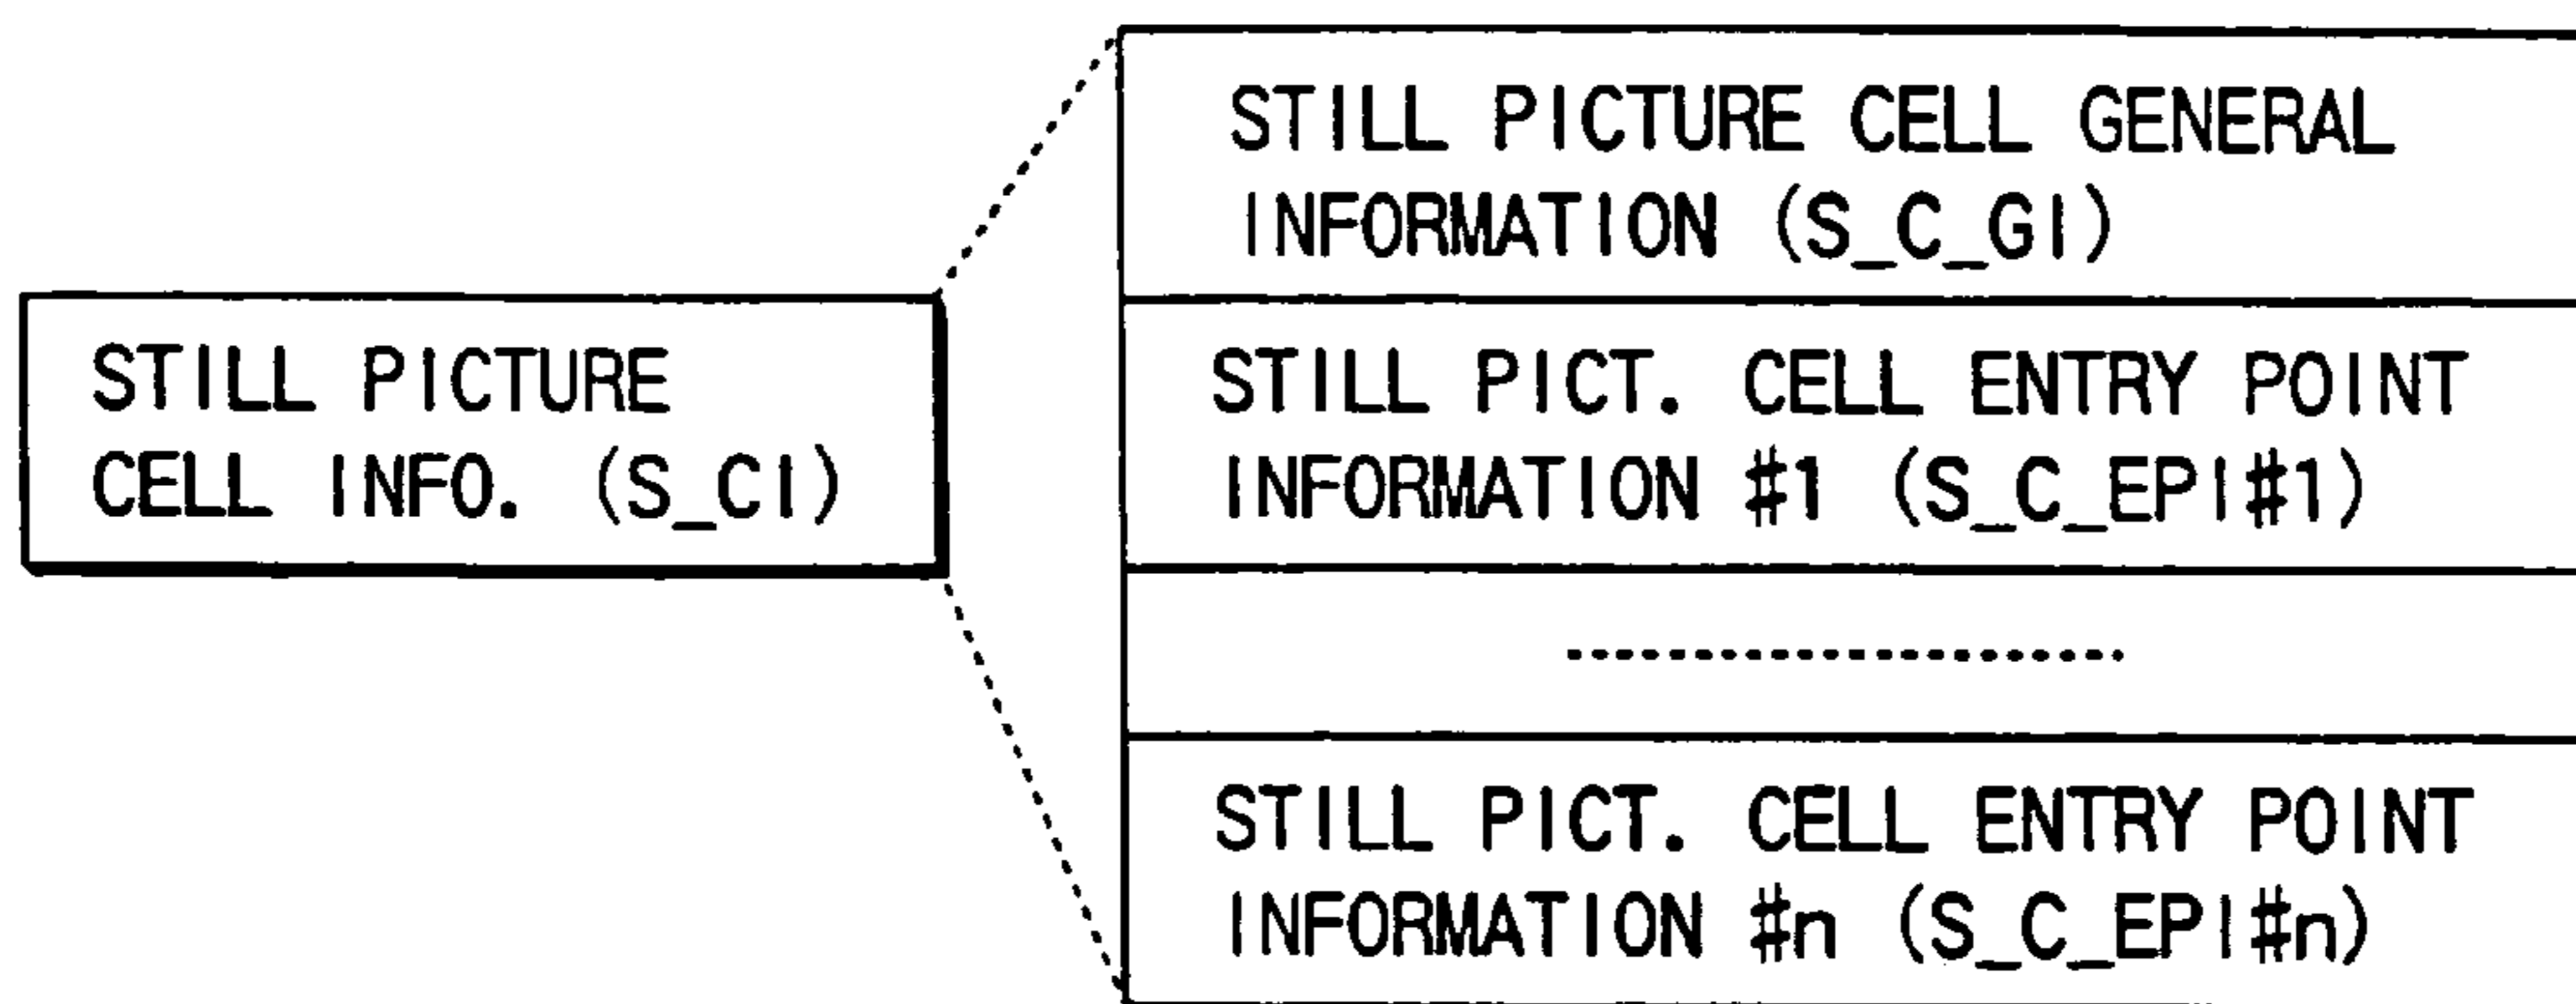 STILL PICTURE
CELL INFO. (S_CI)
STILL PICTURE CELL GENERAL
INFORMATION (S_C_GI)
STILL PICT. CELL ENTRY POINT
INFORMATION #1 (S_C_EPI#1)
.......................
STILL PICT. CELL ENTRY POINT
INFORMATION #n (S_C_EPI#n)